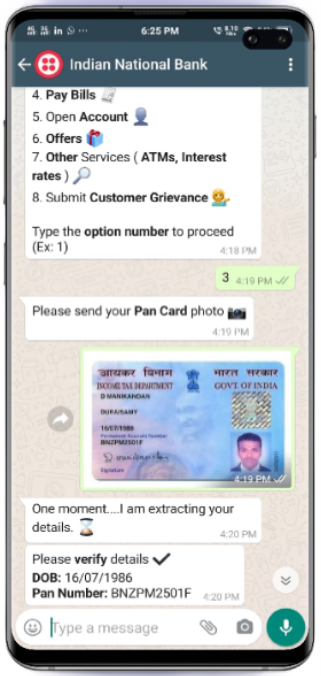 in
6:25 PM
Indian National Bank
4. Pay Bills
5. Open Account
6. Offers
7. Other Services ( ATMs, Interest
rates )
8. Submit Customer Grievance
Type the option number to proceed
(Ex: 1)
4:18 PM
3 4:19 PM
Please send your Pan Card photo
4:19 PM
आयकर विभाग
भारत सरकार
INCOME TAX DEPARTMENT
GOVT. OF INDIA
D MANIKANDAN
DURAISAMY
16/07/1986
Permanent Account Number
BNZPM2501F
Signature
4:19 PM
One moment....I am extracting your
details.
4:20 PM
Please verify details
DOB: 16/07/1986
Pan Number: BNZPM2501F 4:20 PM
Type a message